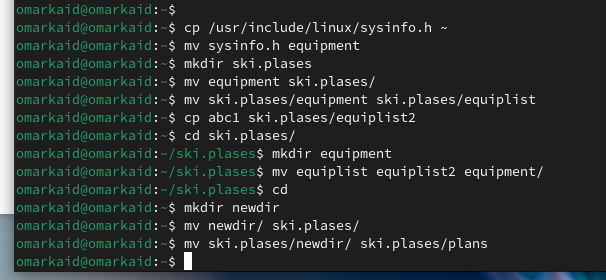 omarkaid@omarkaid:~$
omarkaid@omarkaid:~$ cp /usr/include/linux/sysinfo.h ~
omarkaid@omarkaid:~$ mv sysinfo.h equipment
omarkaid@omarkaid:~$ mkdir ski.plases
omarkaid@omarkaid:~$ mv equipment ski.plases/
omarkaid@omarkaid:~$ mv ski.plases/equipment ski.plases/equiplist
omarkaid@omarkaid:~$ cp abc1 ski.plases/equiplist2
omarkaid@omarkaid:~$ cd ski.plases/
omarkaid@omarkaid:~/ski.plases$ mkdir equipment
omarkaid@omarkaid:~/ski.plases$ mv equiplist equiplist2 equipment/
omarkaid@omarkaid:~/ski.plases$ cd
omarkaid@omarkaid:~$ mkdir newdir
omarkaid@omarkaid:~$ mv newdir/ ski.plases/
omarkaid@omarkaid:~$ mv ski.plases/newdir/ ski.plases/plans
omarkaid@omarkaid:~$